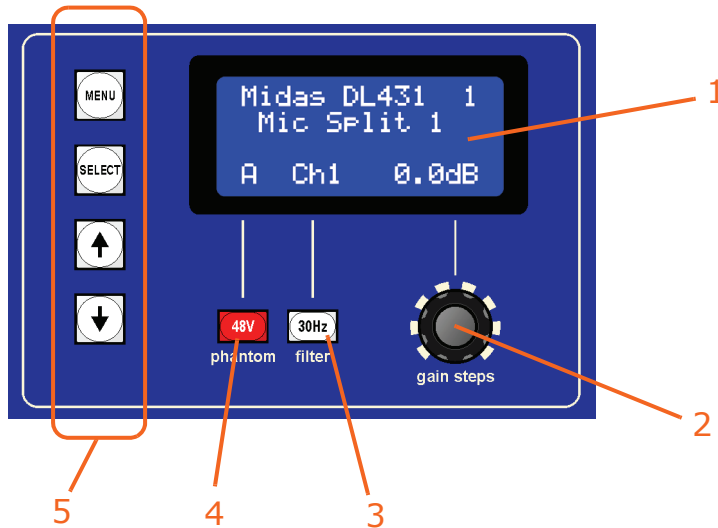 MENU
SELECT
Midas DL431 1
Mic Split 1
A Ch1 0.0dB
48V
30Hz
phantom
filter
gain steps
1
2
3
4
5